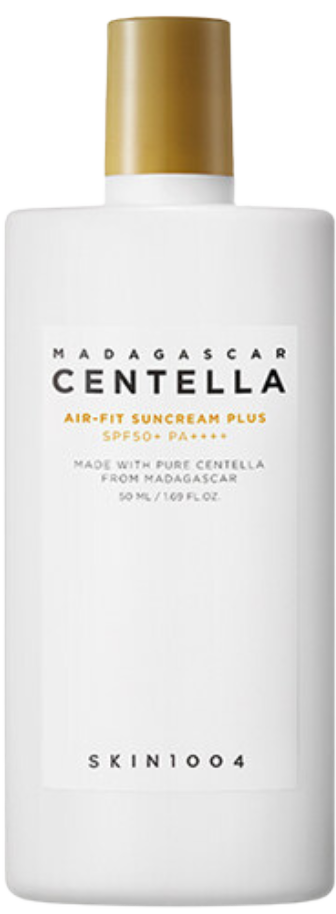 MADAGASCAR
CENTELLA
AIR-FIT SUNCREAM PLUS
SPF50+ PA++++
MADE WITH PURE CENTELLA
FROM MADAGASCAR
50 ML / 1.69 FL.OZ.
SKIN1004